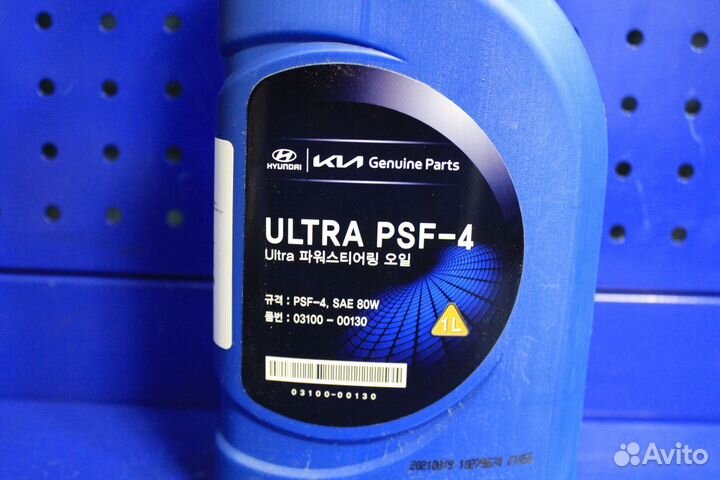 HYUNDAI KIA Genuine Parts
ULTRA PSF-4
Ultra 파워스티어링 오일
규격 : PSF-4, SAE 80W
품번 : 03100 - 00130
1L
03100-00130
Avito